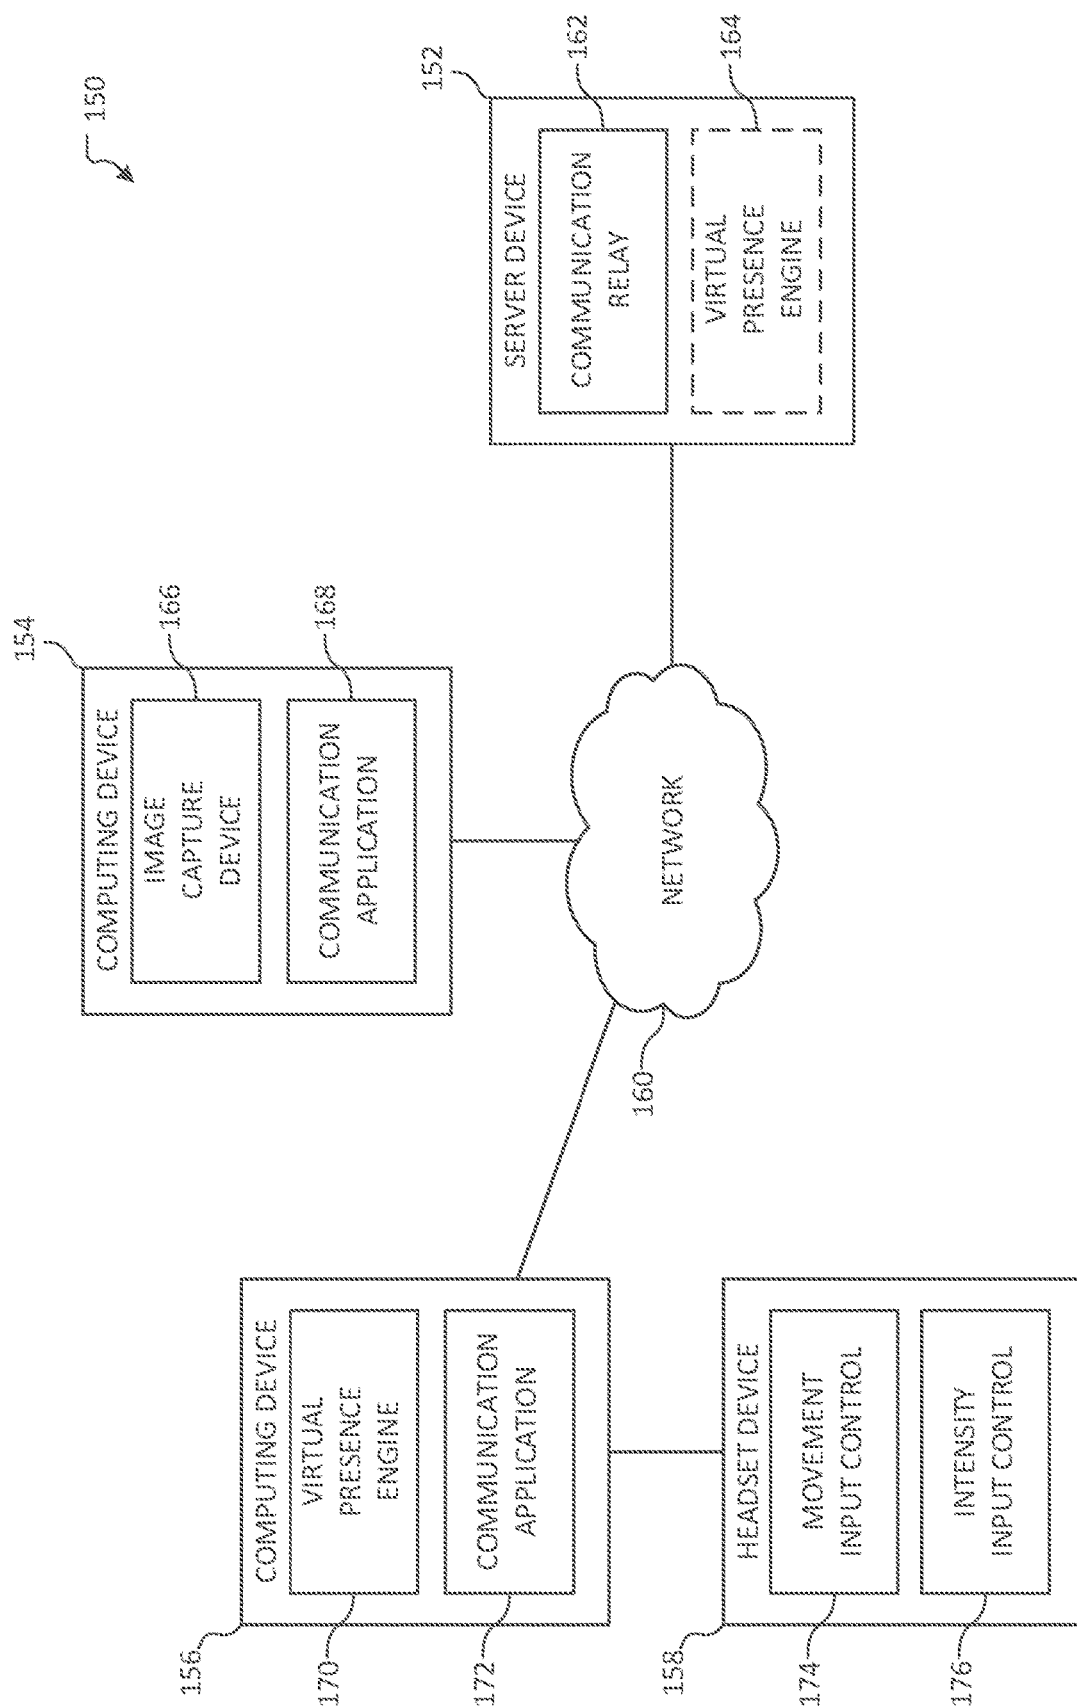 150
156
COMPUTING DEVICE
170
VIRTUAL
PRESENCE
ENGINE
172
COMMUNICATION
APPLICATION
158
HEADSET DEVICE
174
MOVEMENT
INPUT CONTROL
176
INTENSITY
INPUT CONTROL
154
COMPUTING DEVICE
166
IMAGE
CAPTURE
DEVICE
168
COMMUNICATION
APPLICATION
160
NETWORK
152
SERVER DEVICE
162
COMMUNICATION
RELAY
164
VIRTUAL
PRESENCE
ENGINE